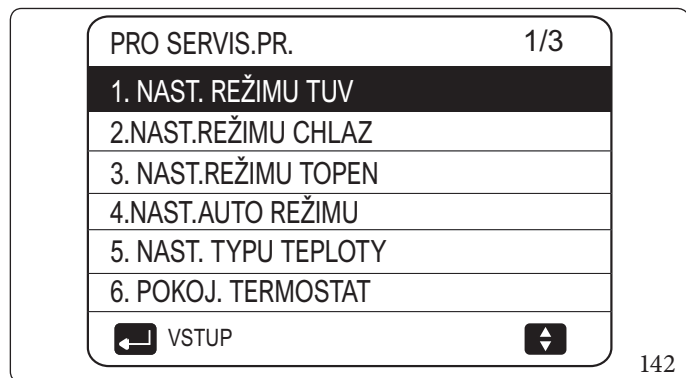 PRO SERVIS.PR. 1/3
1. NAST. REŽIMU TUV
2.NAST.REŽIMU CHLAZ
3. NAST.REŽIMU TOPEN
4.NAST.AUTO REŽIMU
5. NAST. TYPU TEPLOTY
6. POKOJ. TERMOSTAT
VSTUP
142